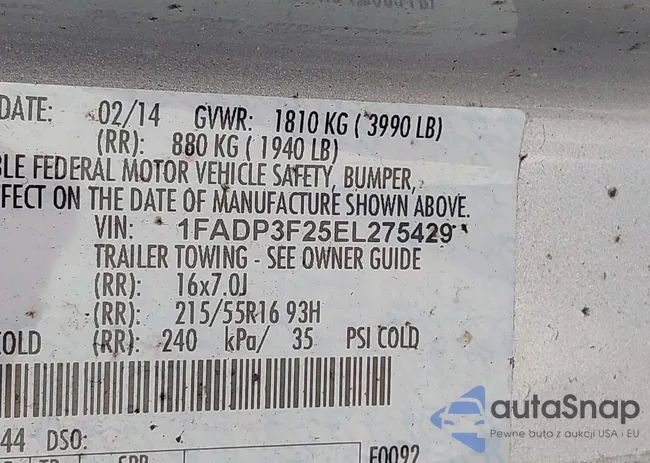 DATE: 02/14 GVWR: 1810 KG ( 3990 LB)
(RR): 880 KG ( 1940 LB)
BLE FEDERAL MOTOR VEHICLE SAFETY, BUMPER,
FECT ON THE DATE OF MANUFACTURE SHOWN ABOVE.
VIN: 1FADP3F25EL275429
TRAILER TOWING - SEE OWNER GUIDE
(RR): 16x7.0J
(RR): 215/55R16 93H
COLD (RR): 240 kPa/ 35 PSI COLD
44 DSO:
F0092
autaSnap
Pewne auta z aukcji USA i EU